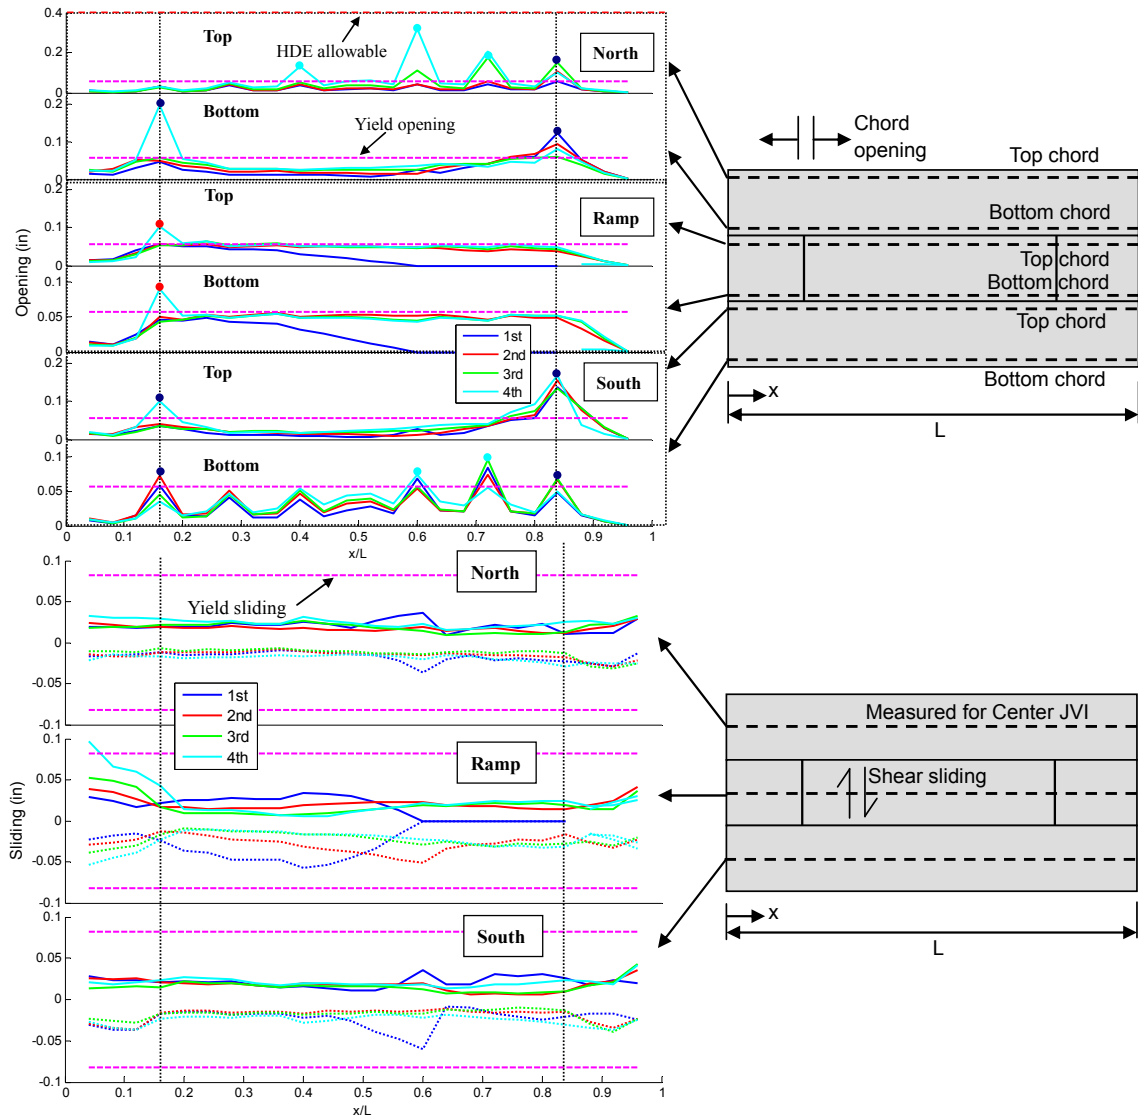 0.4
Top
HDE allowable
North
0.2
0
0.2
Bottom
Yield opening
0.1
0
0.2
Top
Ramp
0.1
0
0.1
Bottom
0.05
0
1st
2nd
3rd
4th
0.2
Top
South
0.1
0
0.1
Bottom
0.05
0
Opening (in)
0 0.1 0.2 0.3 0.4 0.5 0.6 0.7 0.8 0.9 1
x/L
Chord
opening
Top chord
Bottom chord
Top chord
Bottom chord
Top chord
Bottom chord
x
L
0.1
North
Yield sliding
0.05
0
-0.05
-0.1
1st
2nd
3rd
4th
0.1
Ramp
0.05
0
-0.05
-0.1
0.1
South
0.05
0
-0.05
-0.1
Sliding (in)
0 0.1 0.2 0.3 0.4 0.5 0.6 0.7 0.8 0.9 1
x/L
Measured for Center JVI
Shear sliding
x
L